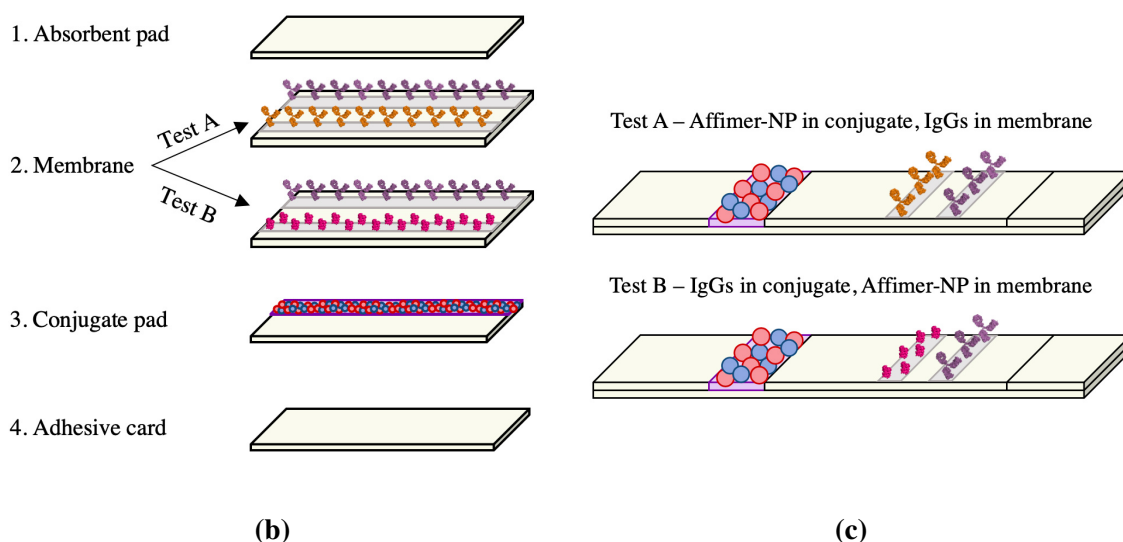 1. Absorbent pad
Test A
2. Membrane
Test B
3. Conjugate pad
4. Adhesive card
(b)
Test A – Affimer-NP in conjugate, IgGs in membrane
Test B – IgGs in conjugate, Affimer-NP in membrane
(c)